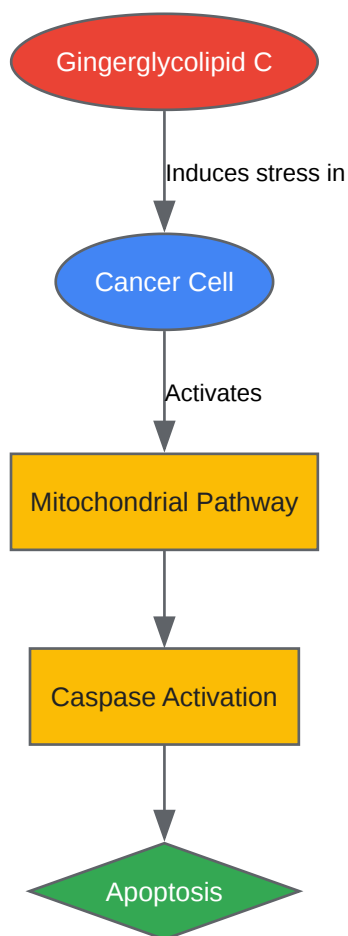 Gingerglycolipid C
Induces stress in
Cancer Cell
Activates
Mitochondrial Pathway
Caspase Activation
Apoptosis